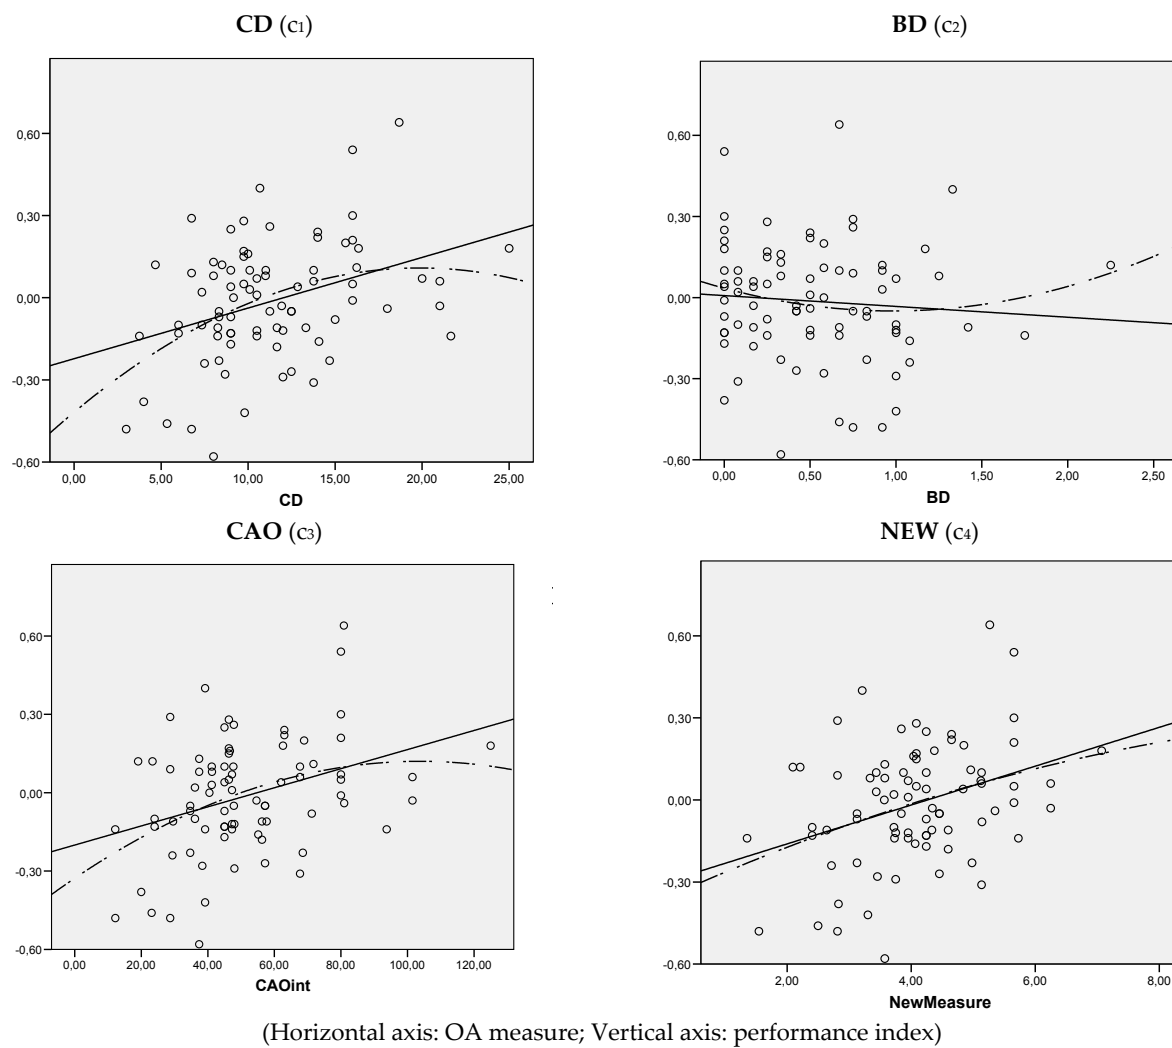 CD (c1)
BD (c2)
0,60
0,30
0,00
-0,30
-0,60
0,00 5,00 10,00 15,00 20,00 25,00
CD
0,60
0,30
0,00
-0,30
-0,60
0,00 0,50 1,00 1,50 2,00 2,50
BD
CAO (c3)
NEW (c4)
0,60
0,30
0,00
-0,30
-0,60
0,00 20,00 40,00 60,00 80,00 100,00 120,00
CAOint
0,60
0,30
0,00
-0,30
-0,60
2,00 4,00 6,00 8,00
NewMeasure
(Horizontal axis: OA measure; Vertical axis: performance index)